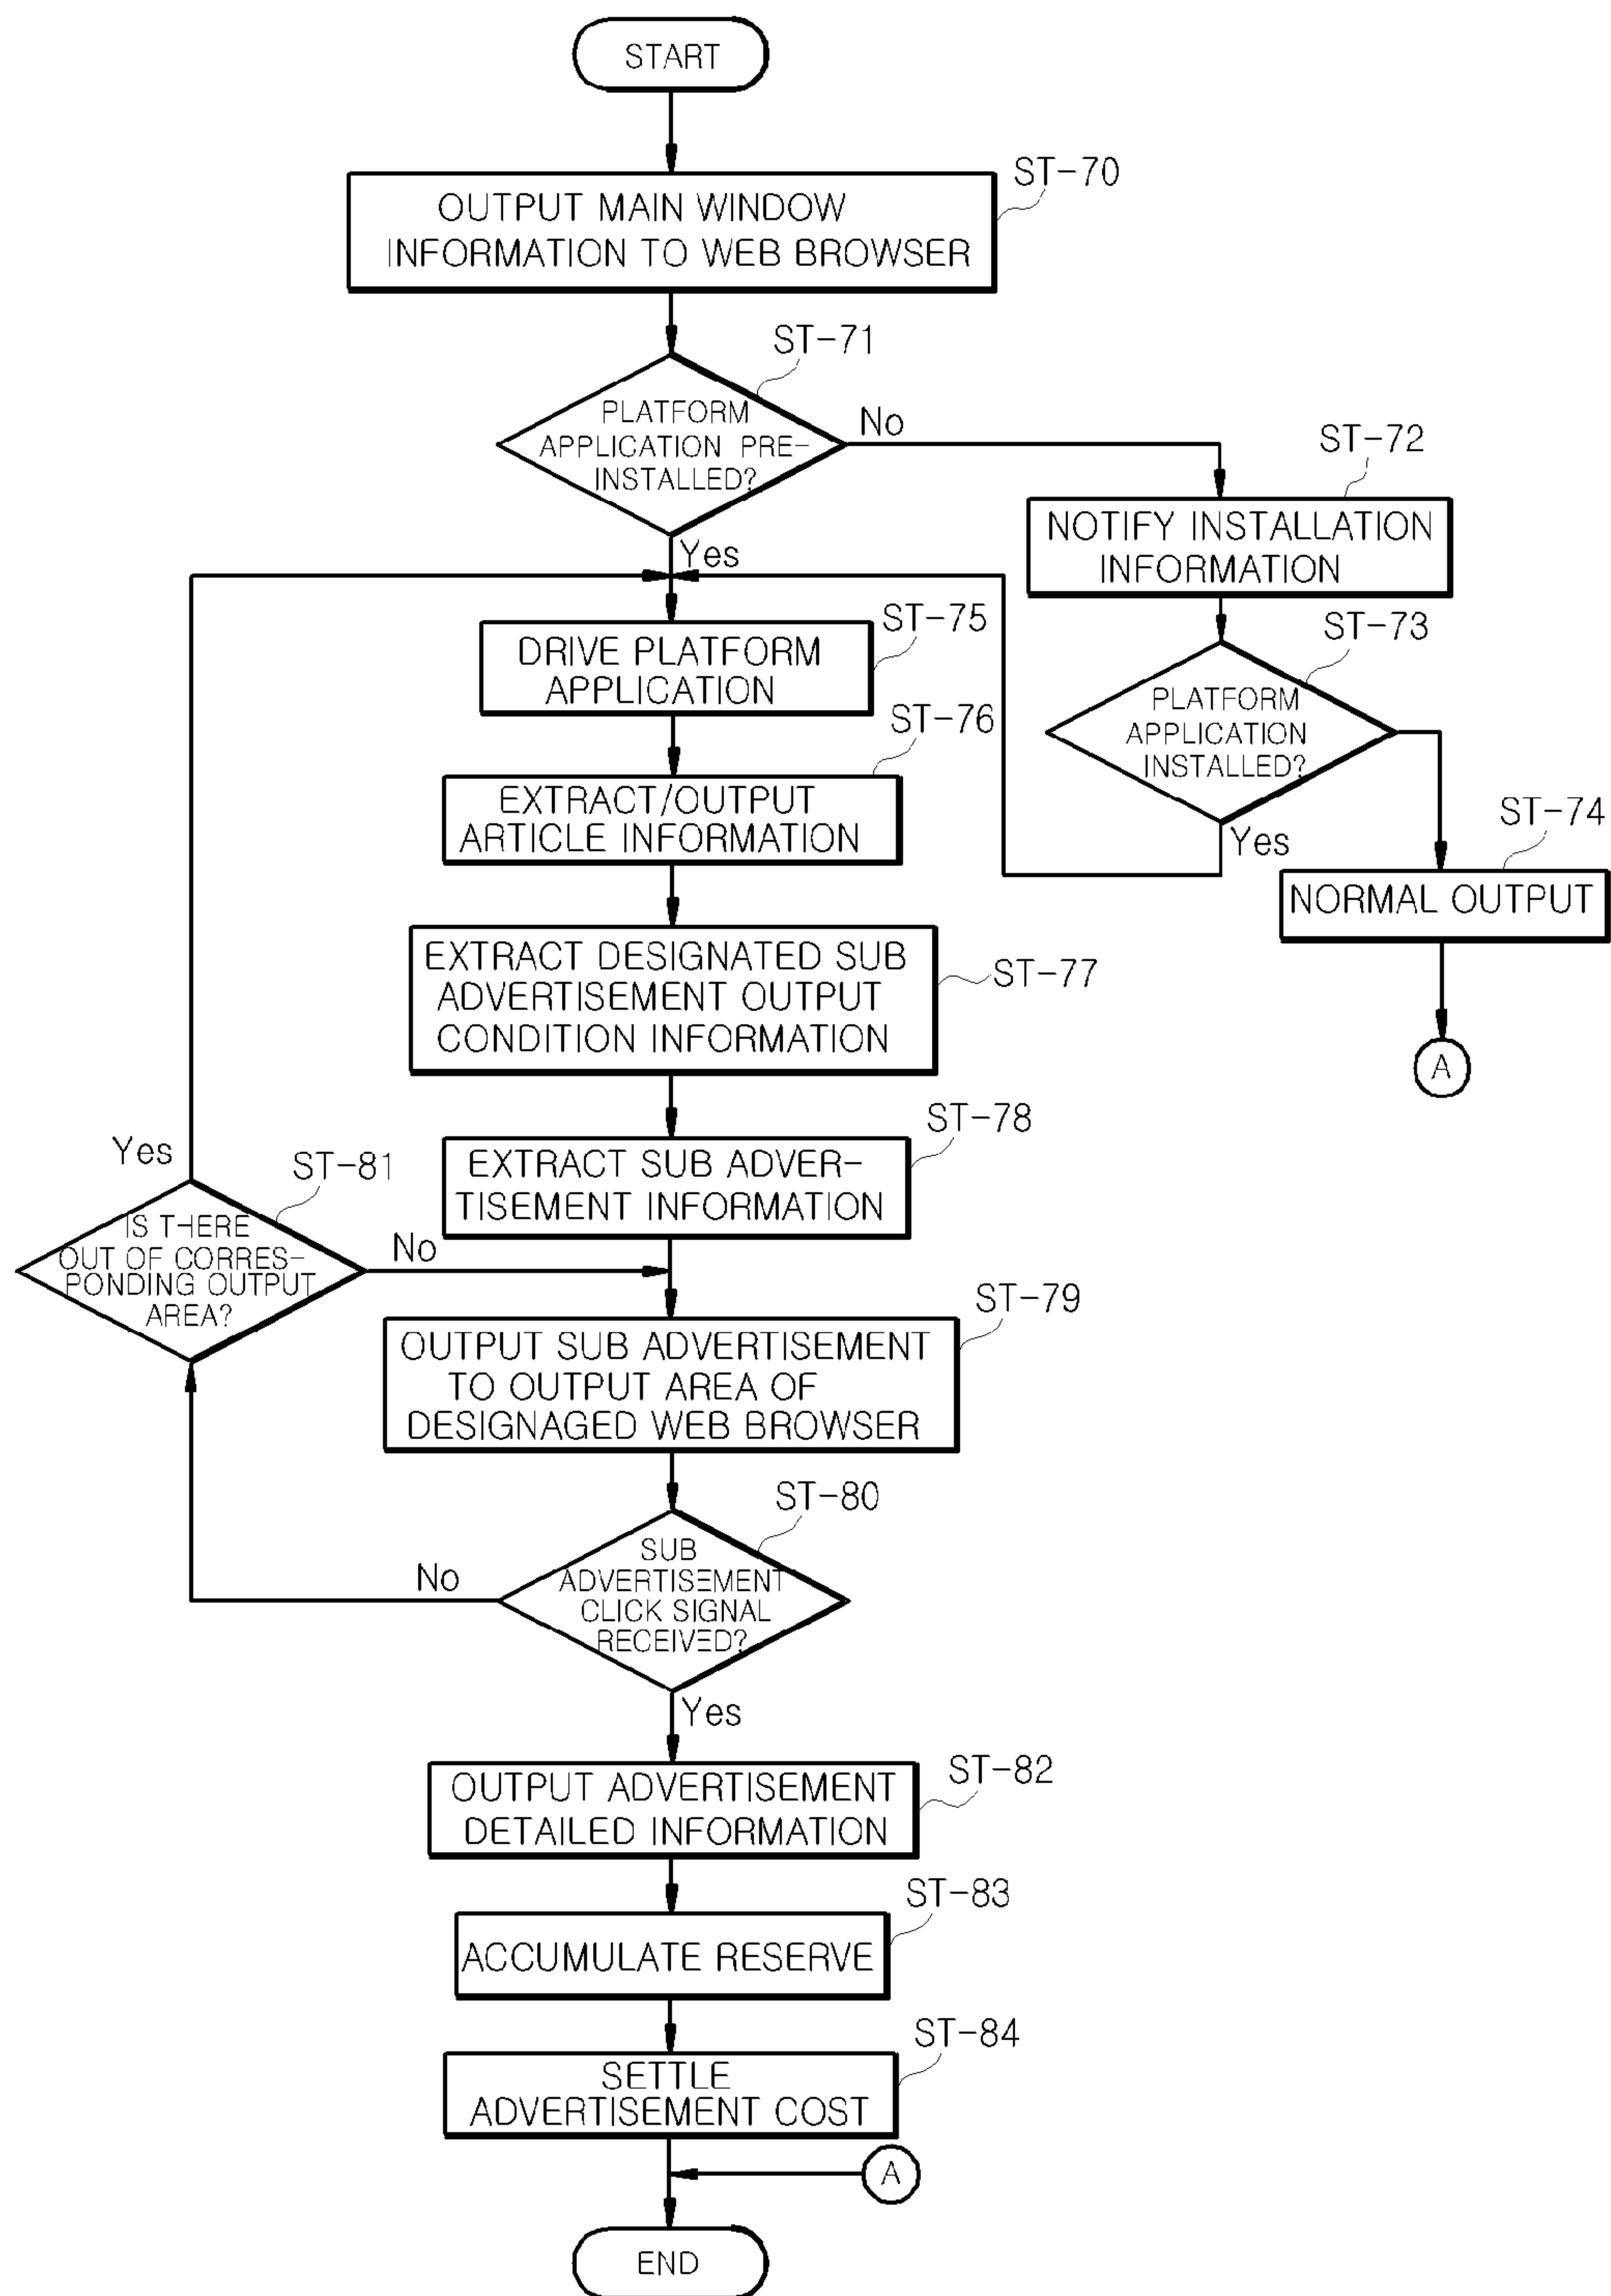 START
ST-70
OUTPUT MAIN WINDOW
INFORMATION TO WEB BROWSER
ST-71
PLATFORM
APPLICATION PRE-
INSTALLED?
No
Yes
ST-72
NOTIFY INSTALLATION
INFORMATION
ST-73
PLATFORM
APPLICATION
INSTALLED?
Yes
ST-74
NORMAL OUTPUT
A
ST-75
DRIVE PLATFORM
APPLICATION
ST-76
EXTRACT/OUTPUT
ARTICLE INFORMATION
ST-77
EXTRACT DESIGNATED SUB
ADVERTISEMENT OUTPUT
CONDITION INFORMATION
ST-78
EXTRACT SUB ADVER-
TISEMENT INFORMATION
Yes
ST-81
IS THERE
OUT OF CORRES-
PONDING OUTPUT
AREA?
No
ST-79
OUTPUT SUB ADVERTISEMENT
TO OUTPUT AREA OF
DESIGNAGED WEB BROWSER
ST-80
SUB
ADVERTISEMENT
CLICK SIGNAL
RECEIVED?
No
Yes
ST-82
OUTPUT ADVERTISEMENT
DETAILED INFORMATION
ST-83
ACCUMULATE RESERVE
ST-84
SETTLE
ADVERTISEMENT COST
A
END